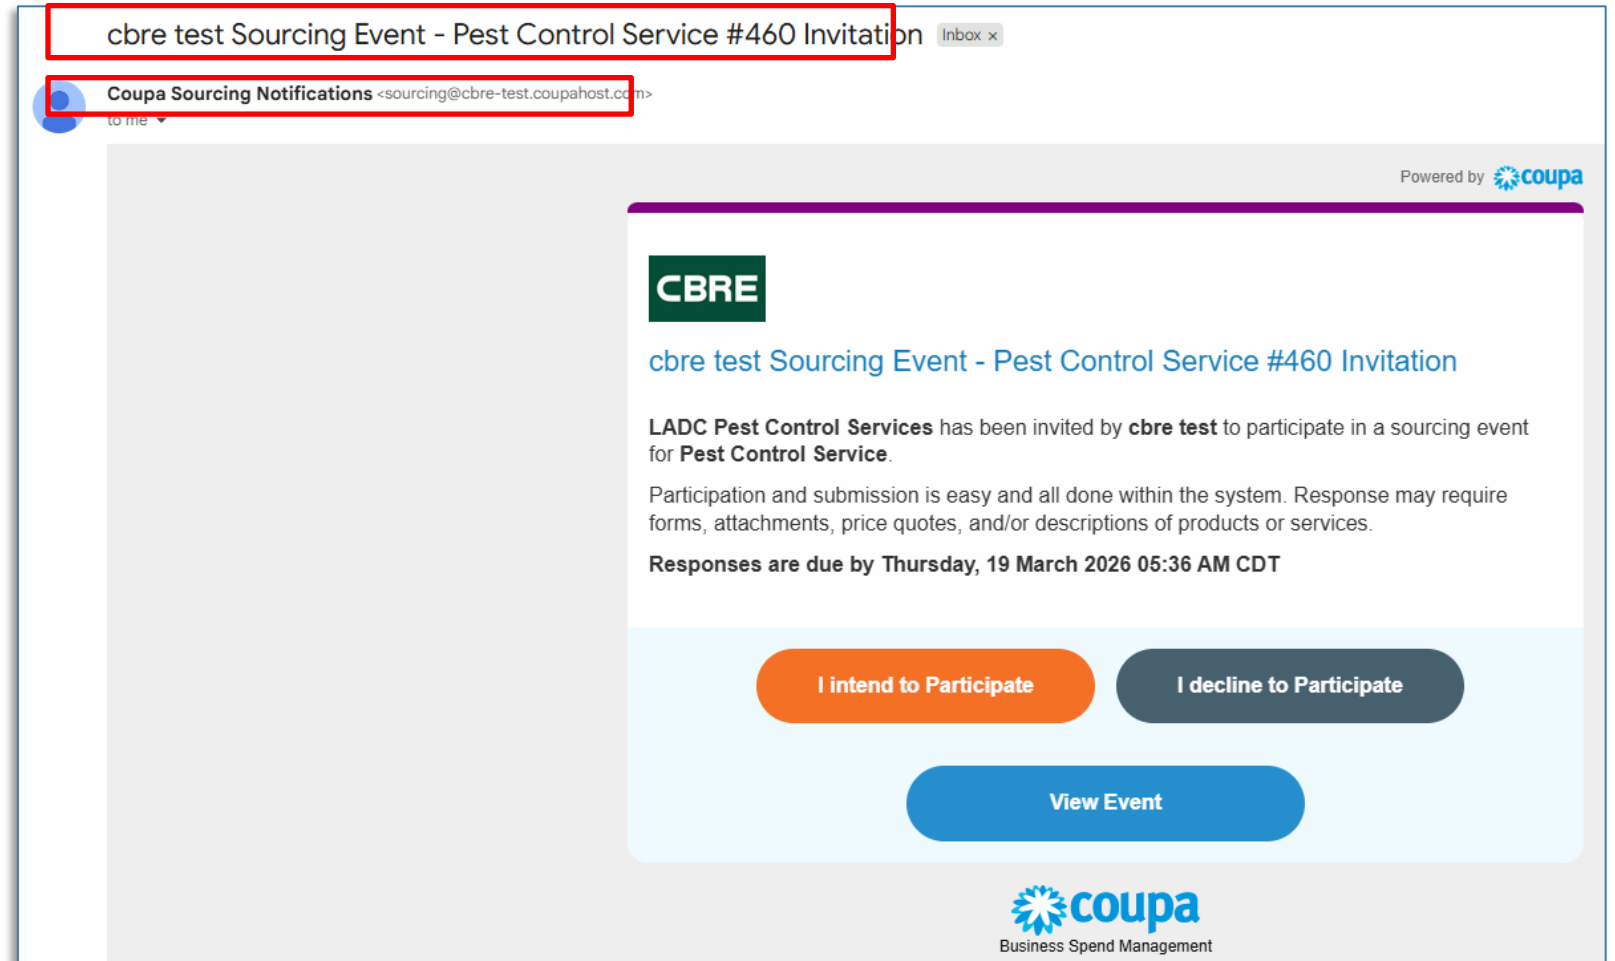 cbre test Sourcing Event - Pest Control Service #460 Invitation Inbox ×
Coupa Sourcing Notifications <sourcing@cbre-test.coupahost.com>
to me
Powered by coupa
CBRE
cbre test Sourcing Event - Pest Control Service #460 Invitation
LADC Pest Control Services has been invited by cbre test to participate in a sourcing event
for Pest Control Service.
Participation and submission is easy and all done within the system. Response may require
forms, attachments, price quotes, and/or descriptions of products or services.
Responses are due by Thursday, 19 March 2026 05:36 AM CDT
I intend to Participate
I decline to Participate
View Event
coupa
Business Spend Management